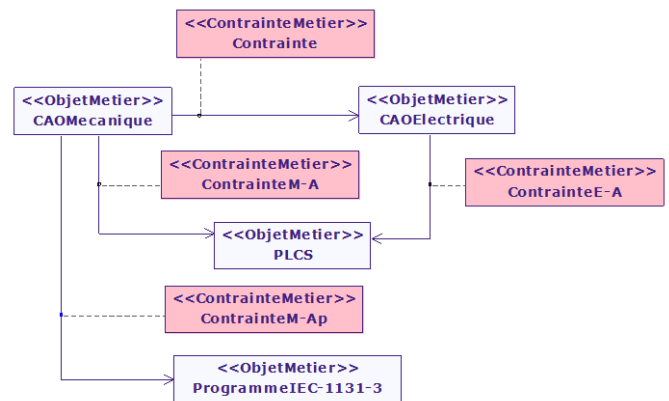 <<ContrainteMetier>>
Contrainte
<<ObjetMetier>>
CAOMecanique
<<ObjetMetier>>
CAOElectrique
<<ContrainteMetier>>
ContrainteM-A
<<ContrainteMetier>>
ContrainteE-A
<<ObjetMetier>>
PLCS
<<ContrainteMetier>>
ContrainteM-Ap
<<ObjetMetier>>
ProgrammeIEC-1131-3